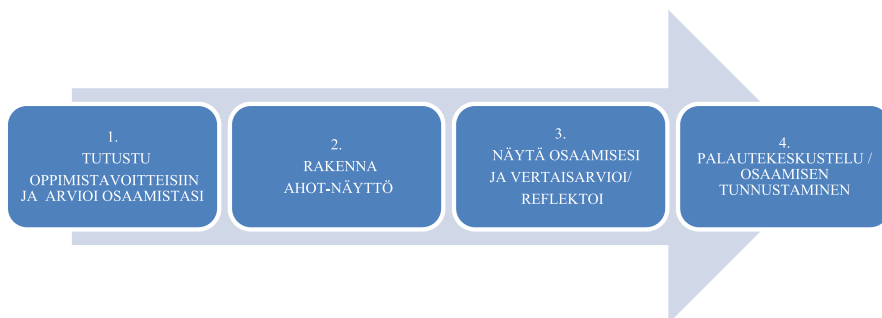 1.
TUTUSTU
OPPIMISTAVOITTEISIIN
JA ARVIOI OSAAMISTASI
2.
RAKENNA
AHOT-NÄYTTÖ
3.
NÄYTÄ OSAAMISESI
JA VERTAISARVIOI/
REFLEKTOI
4.
PALAUTEKESKUSTELU /
OSAAMISEN
TUNNUSTAMINEN